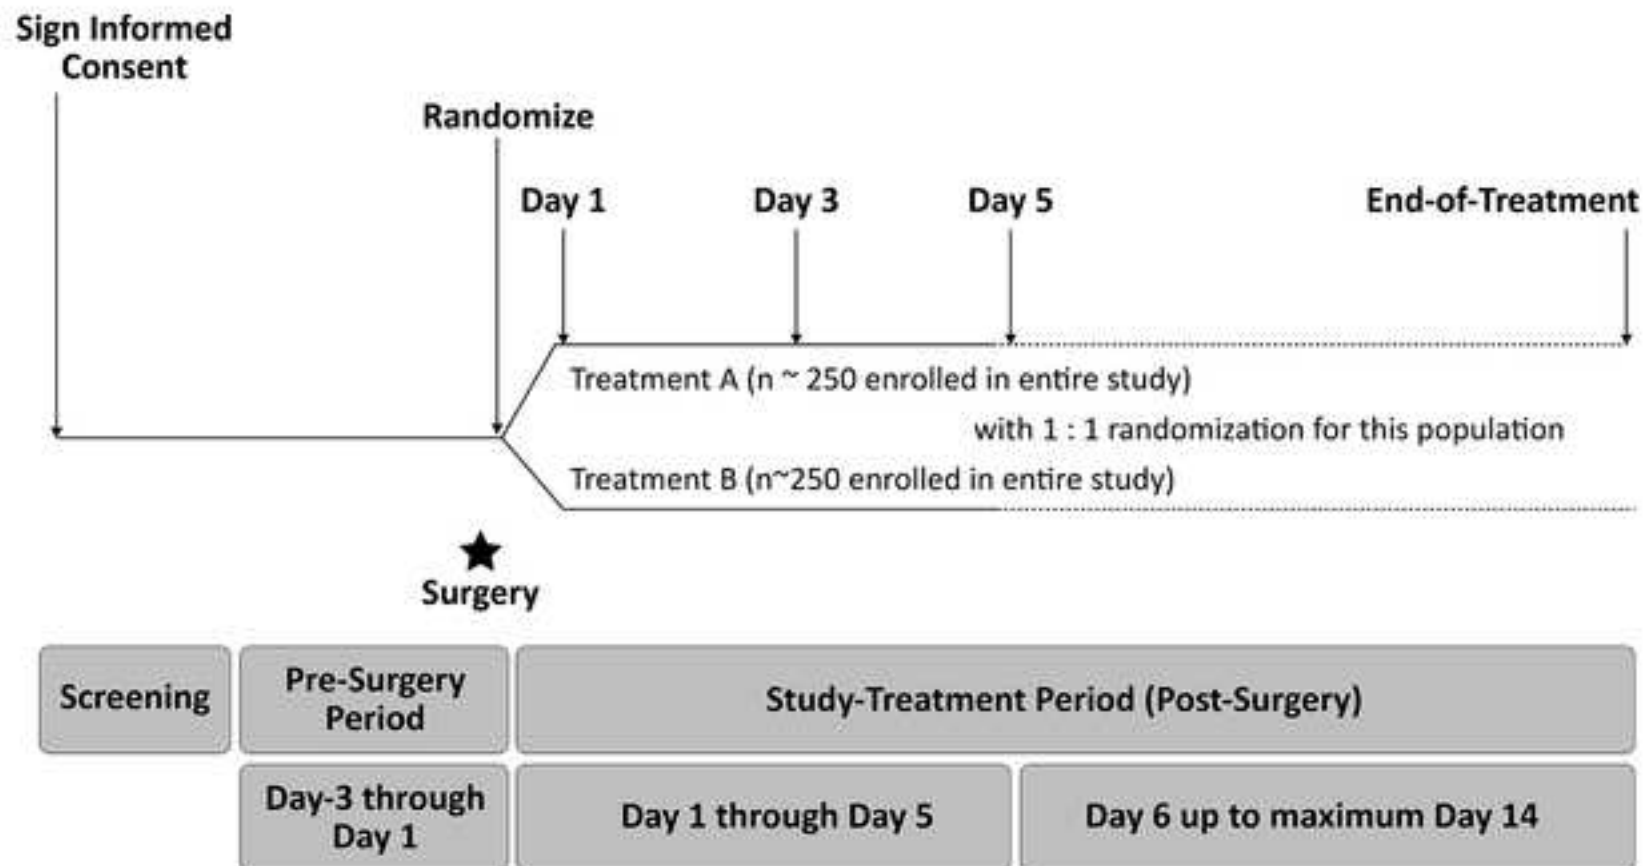 Sign Informed
Consent
Randomize
Day 1
Day 3
Day 5
End-of-Treatment
Treatment A (n ~ 250 enrolled in entire study)
with 1 : 1 randomization for this population
Treatment B (n~250 enrolled in entire study)
Surgery
Screening
Pre-Surgery
Period
Study-Treatment Period (Post-Surgery)
Day-3 through
Day 1
Day 1 through Day 5
Day 6 up to maximum Day 14